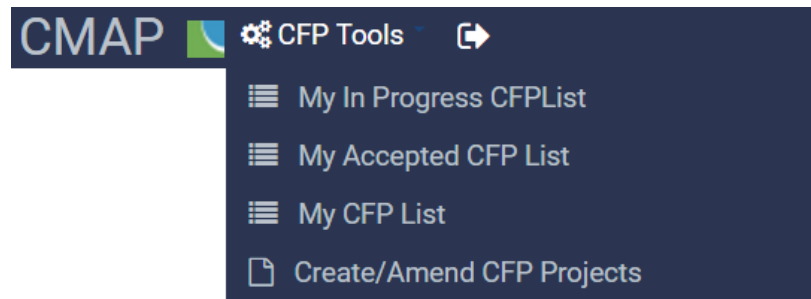 CMAP CFP Tools
My In Progress CFPList
My Accepted CFP List
My CFP List
Create/Amend CFP Projects